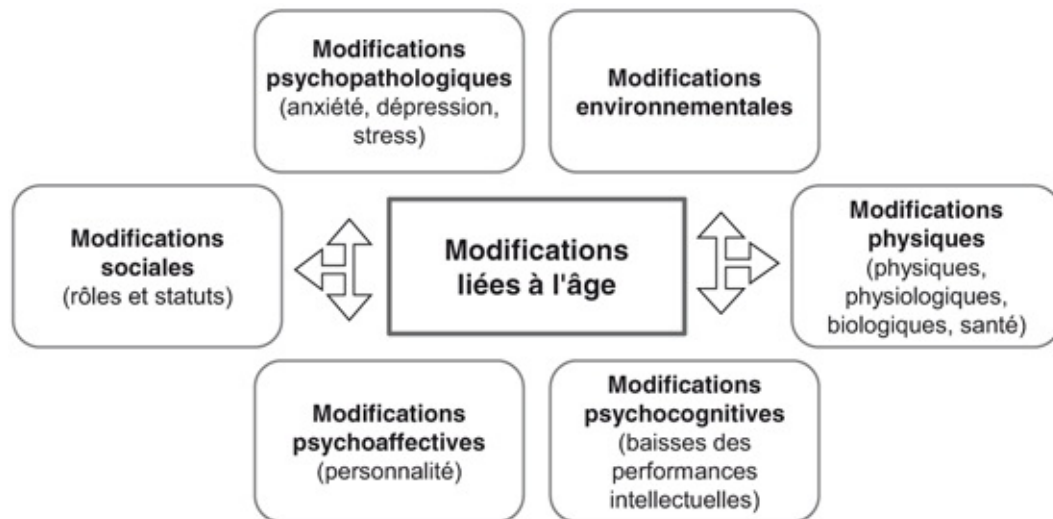 Modifications
psychopathologiques
(anxiété, dépression,
stress)
Modifications
environnementales
Modifications
sociales
(rôles et statuts)
Modifications
liées à l'âge
Modifications
physiques
(physiques,
physiologiques,
biologiques, santé)
Modifications
psychoaffectives
(personnalité)
Modifications
psychocognitives
(baisses des
performances
intellectuelles)